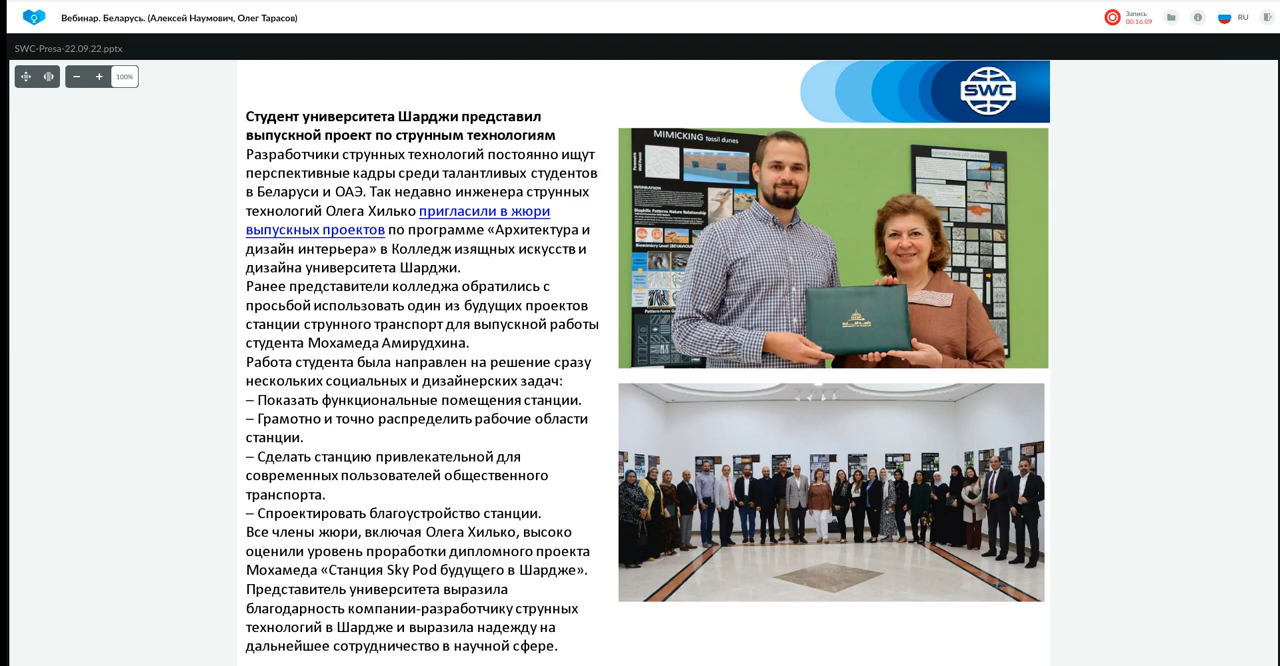 Вебинар. Беларусь. (Алексей Наумович, Олег Тарасов)
Запись
00:16:09
RU
SWC-Presa-22.09.22.pptx
100%
SWC
Студент университета Шарджи представил
выпускной проект по струнным технологиям
Разработчики струнных технологий постоянно ищут
перспективные кадры среди талантливых студентов
в Беларуси и ОАЭ. Так недавно инженера струнных
технологий Олега Хилько пригласили в жюри
выпускных проектов по программе «Архитектура и
дизайн интерьера» в Колледж изящных искусств и
дизайна университета Шарджи.
Ранее представители колледжа обратились с
просьбой использовать один из будущих проектов
станции струнного транспорт для выпускной работы
студента Мохамеда Амирудхина.
Работа студента была направлен на решение сразу
нескольких социальных и дизайнерских задач:
– Показать функциональные помещения станции.
– Грамотно и точно распределить рабочие области
станции.
– Сделать станцию привлекательной для
современных пользователей общественного
транспорта.
– Спроектировать благоустройство станции.
Все члены жюри, включая Олега Хилько, высоко
оценили уровень проработки дипломного проекта
Мохамеда «Станция Sky Pod будущего в Шардже».
Представитель университета выразила
благодарность компании-разработчику струнных
технологий в Шардже и выразила надежду на
дальнейшее сотрудничество в научной сфере.
MIMICKING fossil dunes